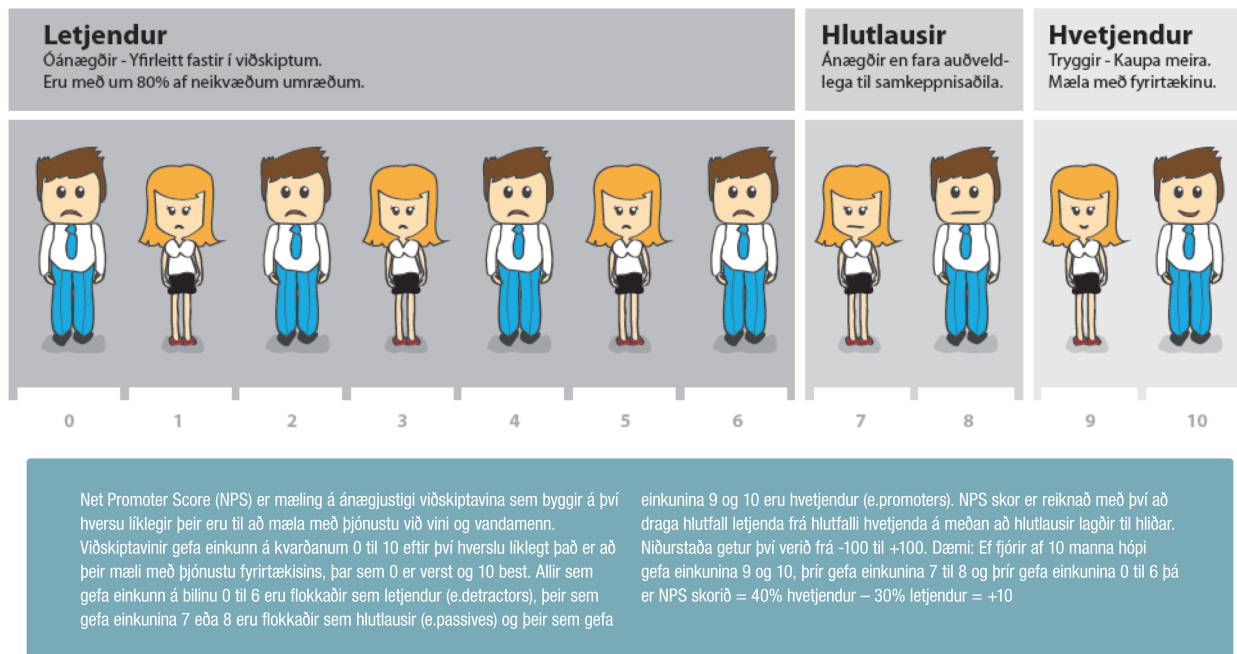 Letjendur
Óánægðir - Yfirleitt fastir í viðskiptum.
Eru með um 80% af neikvæðum umræðum.
Hlutlausir
Ánægðir en fara auðveld-
lega til samkeppnisaðila.
Hvetjendur
Tryggir - Kaupa meira.
Mæla með fyrirtækinu.
0 1 2 3 4 5 6 7 8 9 10
Net Promoter Score (NPS) er mæling á ánægjustigi viðskiptavina sem byggir á því
hversu líklegir þeir eru til að mæla með þjónustu við vini og vandamenn.
Viðskiptavinir gefa einkunn á kvarðanum 0 til 10 eftir því hverslu líklegt það er að
þeir mæli með þjónustu fyrirtækisins, þar sem 0 er verst og 10 best. Allir sem
gefa einkunn á bilinu 0 til 6 eru flokkaðir sem letjendur (e.detractors), þeir sem
gefa einkunina 7 eða 8 eru flokkaðir sem hlutlausir (e.passives) og þeir sem gefa
einkunina 9 og 10 eru hvetjendur (e.promoters). NPS skor er reiknað með því að
draga hlutfall letjenda frá hlutfalli hvetjenda á meðan að hlutlausir lagðir til hliðar.
Niðurstaða getur því verið frá -100 til +100. Dæmi: Ef fjórir af 10 manna hópi
gefa einkunina 9 og 10, þrír gefa einkunina 7 til 8 og þrír gefa einkunina 0 til 6 þá
er NPS skorið = 40% hvetjendur – 30% letjendur = +10